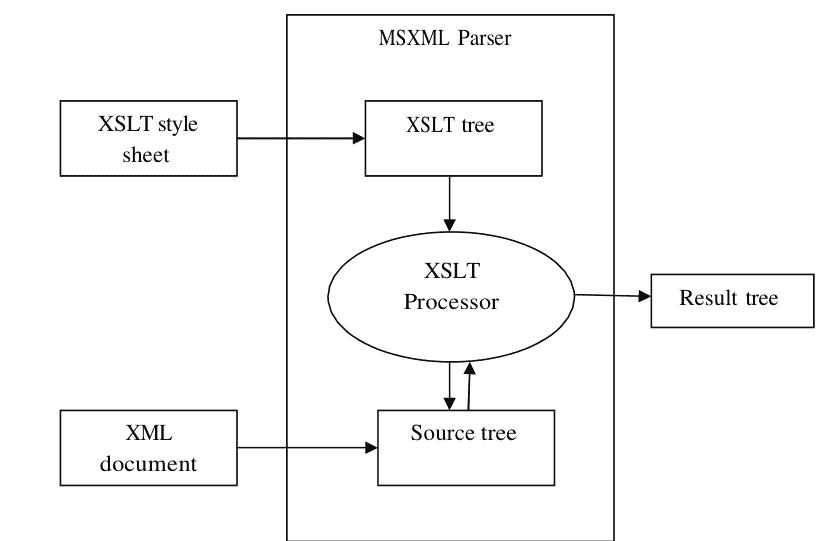 MSXML Parser
XSLT style
sheet
XSLT tree
XSLT
Processor
Result tree
XML
document
Source tree